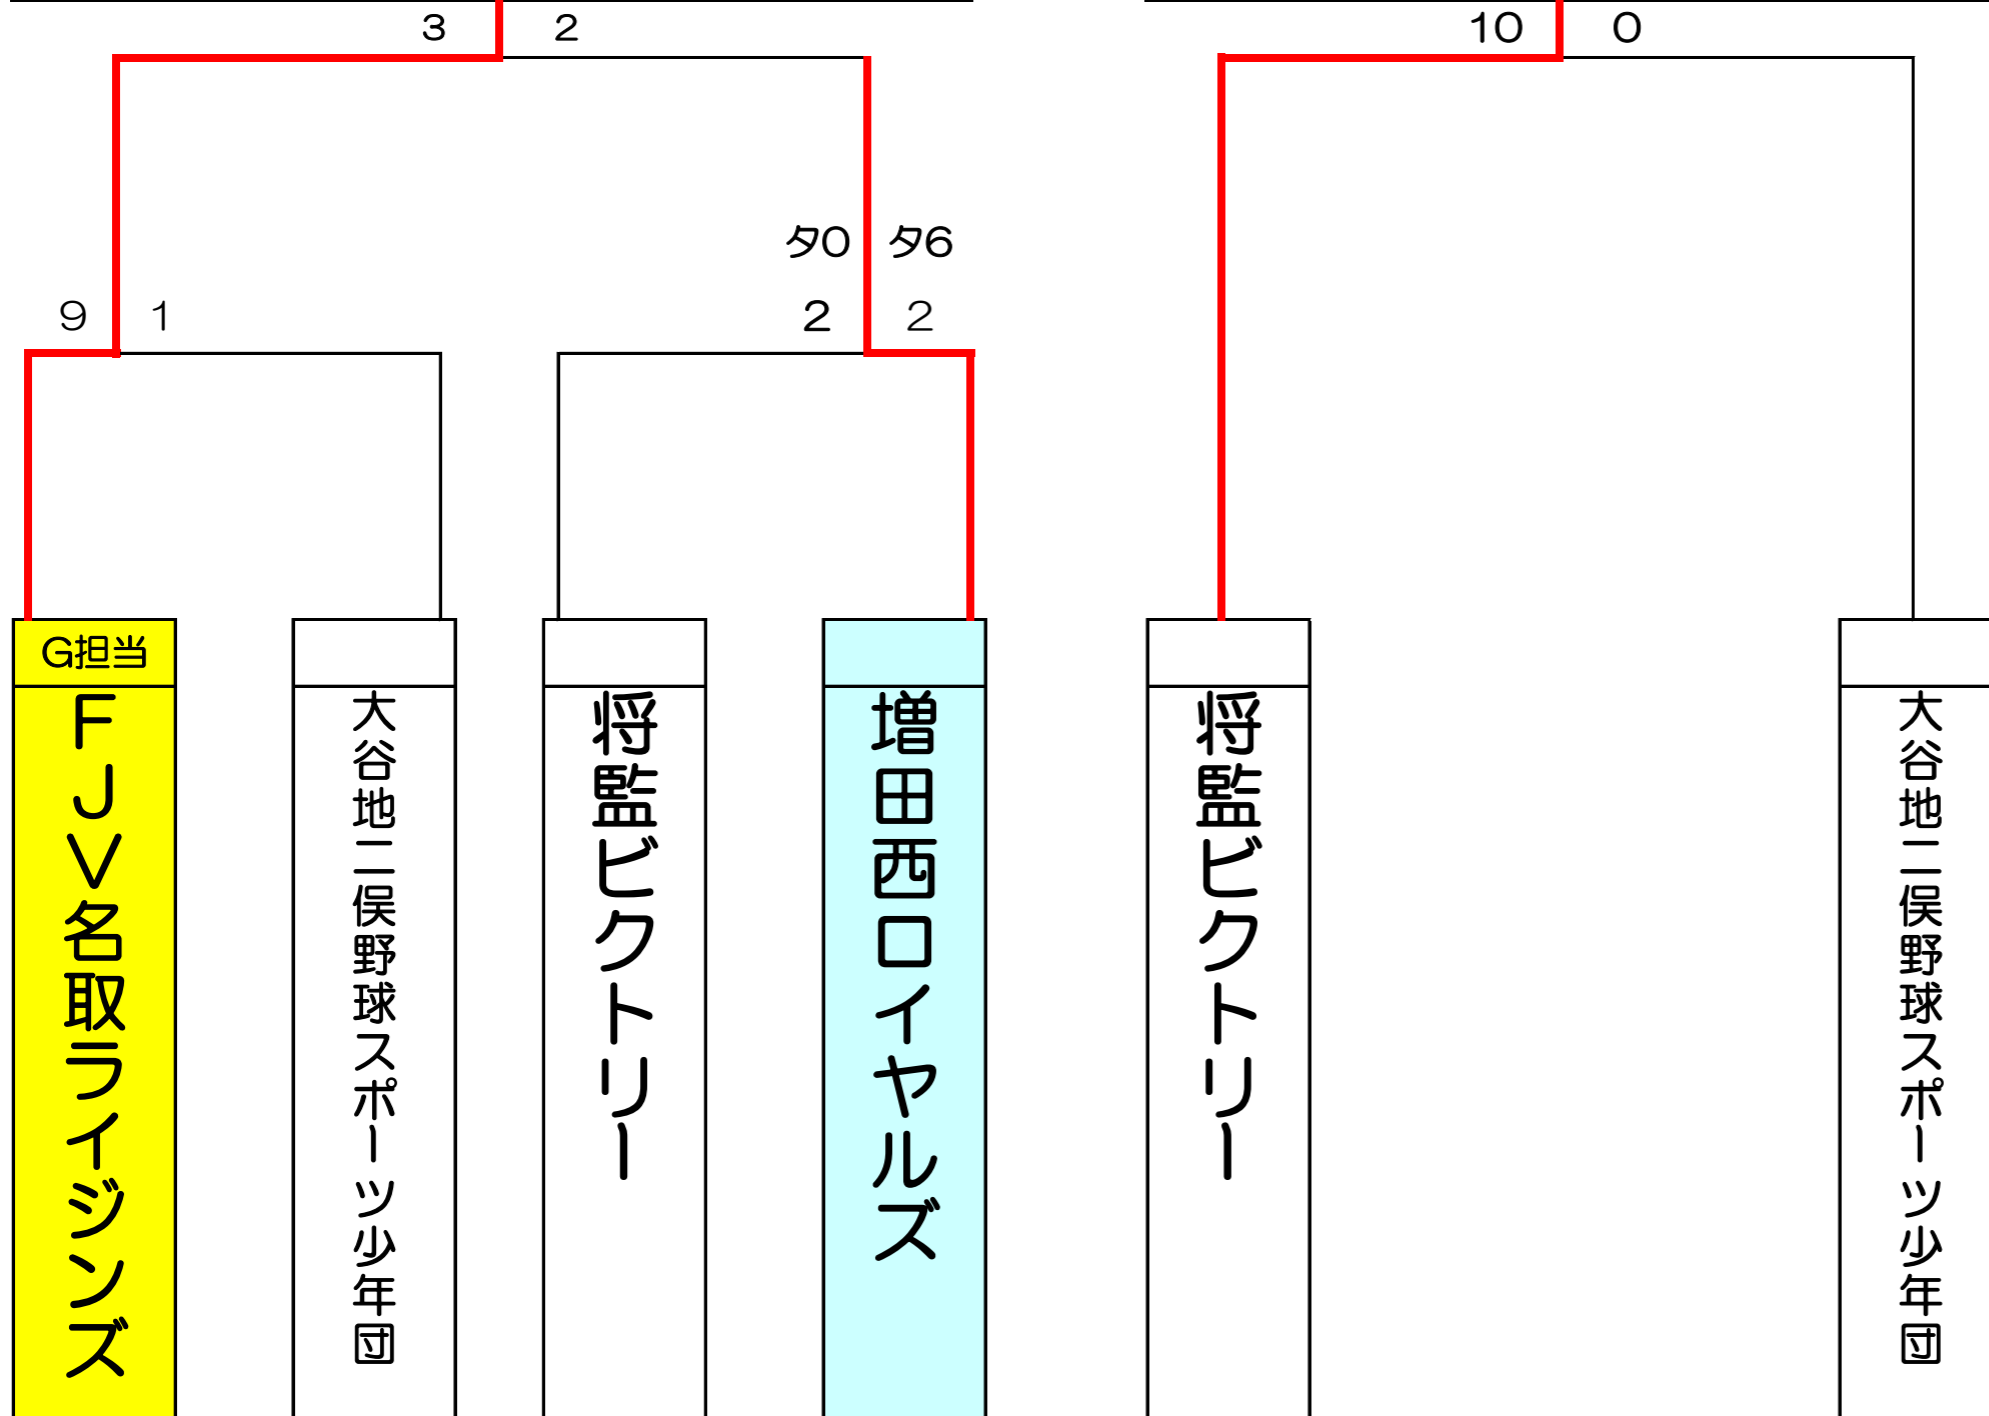 3 2
10 0
タ0 タ6
9 1
2 2
G担当
FJV名取ライジンズ
大谷地二俣野球スポーツ少年団
将監ビクトリー
増田西ロイヤルズ
将監ビクトリー
大谷地二俣野球スポーツ少年団